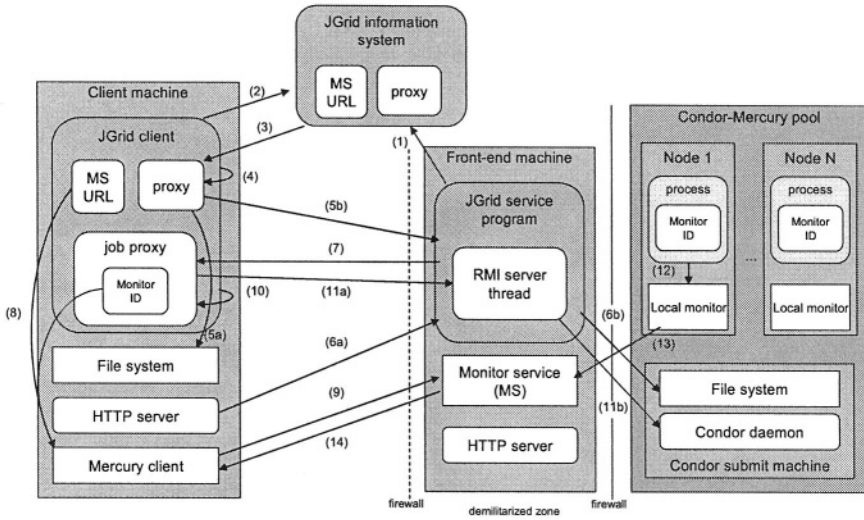 JGrid information
system
MS
URL
proxy
Client machine
(2)
(3)
(1)
JGrid client
MS
URL
proxy
(4)
(5b)
job proxy
Monitor
ID
(7)
(10)
(11a)
(8)
(5a)
(6a)
File system
HTTP server
(9)
(14)
Mercury client
Front-end machine
JGrid service
program
RMI server
thread
Monitor service
(MS)
HTTP server
(6b)
(11b)
Condor-Mercury pool
Node 1
process
Monitor
ID
(12)
Local monitor
(13)
...
Node N
process
Monitor
ID
Local monitor
File system
Condor daemon
Condor submit machine
firewall
demilitarized zone
firewall